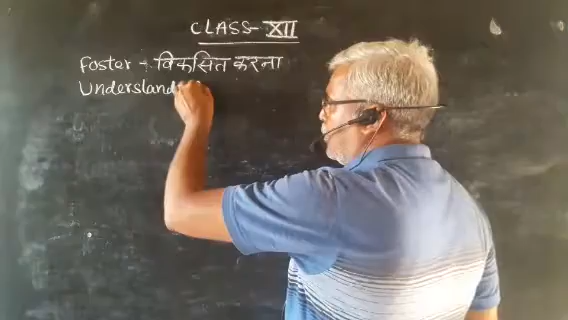 CLASS- XII
Foster - विकसित करना
Understand